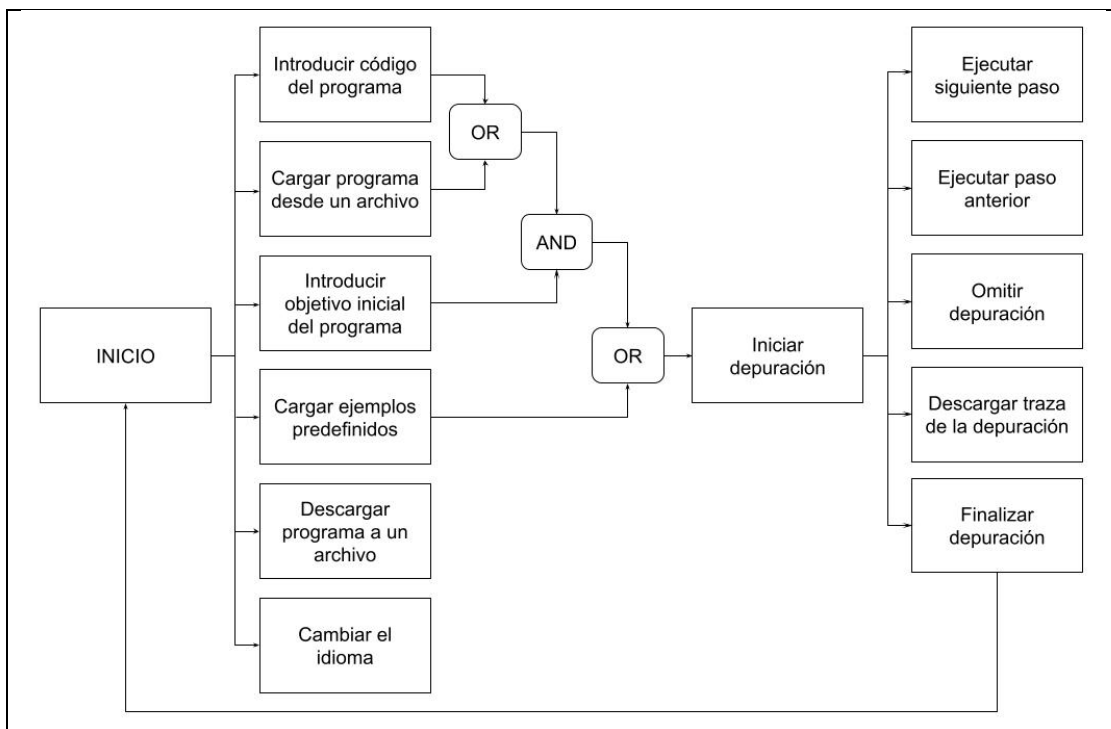 INICIO
Introducir código
del programa
Cargar programa
desde un archivo
Introducir
objetivo inicial
del programa
Cargar ejemplos
predefinidos
Descargar
programa a un
archivo
Cambiar el
idioma
OR
AND
OR
Iniciar
depuración
Ejecutar
siguiente paso
Ejecutar paso
anterior
Omitir
depuración
Descargar traza
de la depuración
Finalizar
depuración